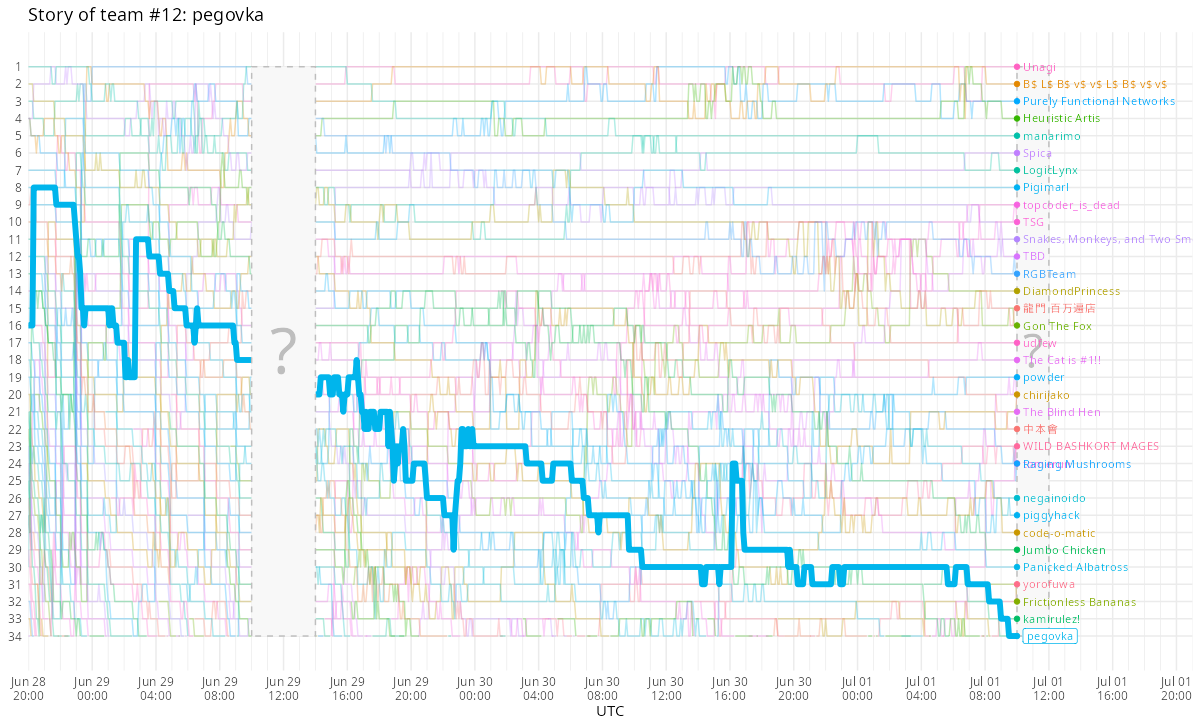 Story of team #12: pegovka
1
2
3
4
5
6
7
8
9
10
11
12
13
14
15
16
17
18
19
20
21
22
23
24
25
26
27
28
29
30
31
32
33
34
?
?
Unagi
B$ L$ B$ v$ v$ L$ B$ v$ v$
Purely Functional Networks
Heuristic Artis
manarimo
Spica
LogicLynx
Pigimarl
topcoder_is_dead
TSG
Snakes, Monkeys, and Two Sm
TBD
RGBTeam
DiamondPrincess
龍門:百万遍店
Gon The Fox
udrew
The Cat is #1!!
powder
chirijako
The Blind Hen
中本會
WILD BASHKORT MAGES
Raging Mushrooms
negainoido
piggyhack
code-o-matic
Jumbo Chicken
Panicked Albatross
yorofuwa
Frictionless Bananas
kamirulez!
pegovka
Jun 28 20:00
Jun 29 00:00
Jun 29 04:00
Jun 29 08:00
Jun 29 12:00
Jun 29 16:00
Jun 29 20:00
Jun 30 00:00
Jun 30 04:00
Jun 30 08:00
Jun 30 12:00
Jun 30 16:00
Jun 30 20:00
Jul 01 00:00
Jul 01 04:00
Jul 01 08:00
Jul 01 12:00
Jul 01 16:00
Jul 01 20:00
UTC